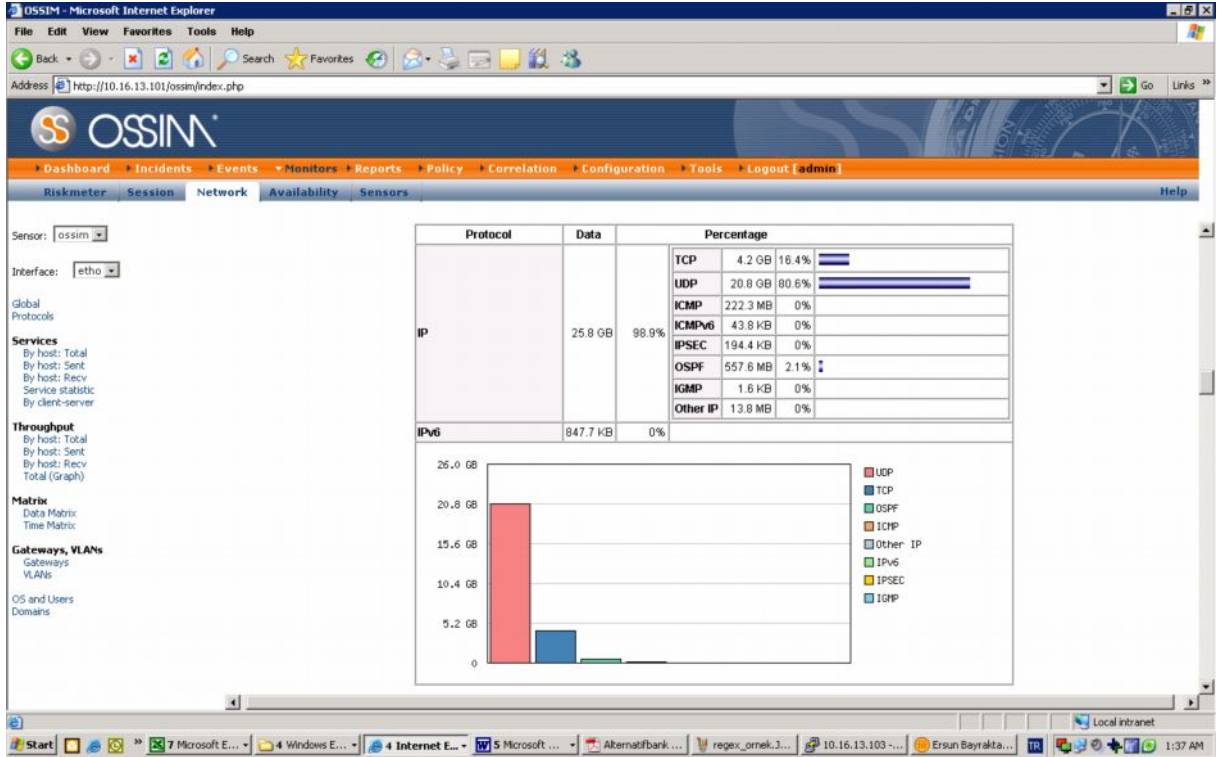 OSSIM - Microsoft Internet Explorer
File Edit View Favorites Tools Help
Back Search Favorites
Address http://10.16.13.101/ossim/index.php Go Links »
OSSIM
Dashboard Incidents Events Monitors Reports Policy Correlation Configuration Tools Logout [admin]
Riskmeter Session Network Availability Sensors Help
Sensor: ossim
Interface: etho
Global
Protocols
Services
By host: Total
By host: Sent
By host: Recv
Service statistic
By client-server
Throughput
By host: Total
By host: Sent
By host: Recv
Total (Graph)
Matrix
Data Matrix
Time Matrix
Gateways, VLANs
Gateways
VLANs
OS and Users
Domains
Protocol Data Percentage
IP 25.8 GB 98.9%
TCP 4.2 GB 16.4%
UDP 20.8 GB 80.6%
ICMP 222.3 MB 0%
ICMPv6 43.8 KB 0%
IPSEC 194.4 KB 0%
OSPF 557.6 MB 2.1%
IGMP 1.6 KB 0%
Other IP 13.8 MB 0%
IPv6 847.7 KB 0%
26.0 GB
20.8 GB
15.6 GB
10.4 GB
5.2 GB
0
UDP
TCP
OSPF
ICMP
Other IP
IPv6
IPSEC
IGMP
Local intranet
Start » 7 Microsoft E... 4 Windows E... 4 Internet E... 5 Microsoft ... Alternatifbank ... regex_ornek.J... 10.16.13.103 -... Ersun Bayrakta... TR 1:37 AM